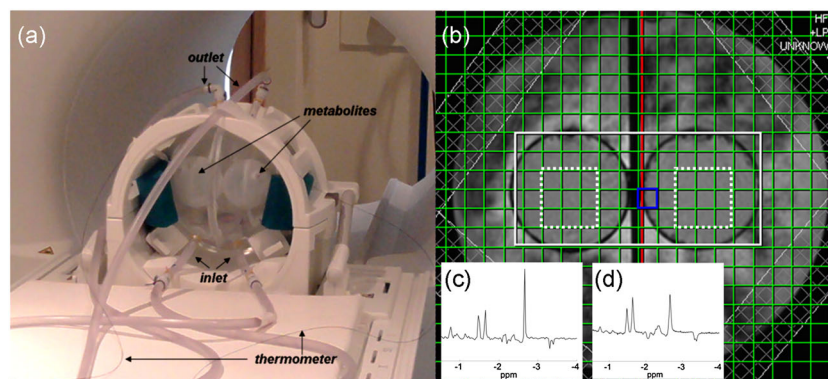 (a)
outlet
metabolites
inlet
thermometer
(b)
HF
+LP
UNKNOW
(c)
-1 -2 -3 -4
ppm
(d)
-1 -2 -3 -4
ppm